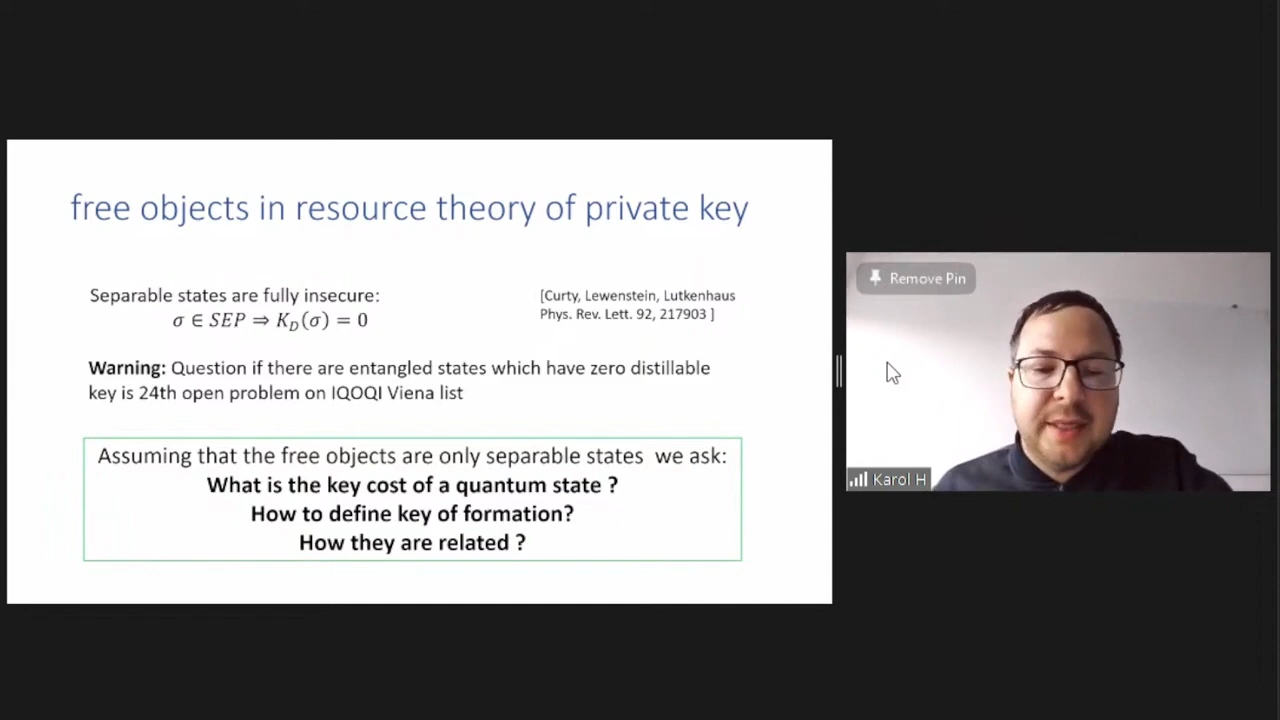 free objects in resource theory of private key
Separable states are fully insecure:
σ ∈ SEP ⇒ K_D(σ) = 0
[Curty, Lewenstein, Lutkenhaus
Phys. Rev. Lett. 92, 217903 ]
Warning: Question if there are entangled states which have zero distillable
key is 24th open problem on IQOQI Viena list
Assuming that the free objects are only separable states we ask:
What is the key cost of a quantum state ?
How to define key of formation?
How they are related ?
Remove Pin
Karol H